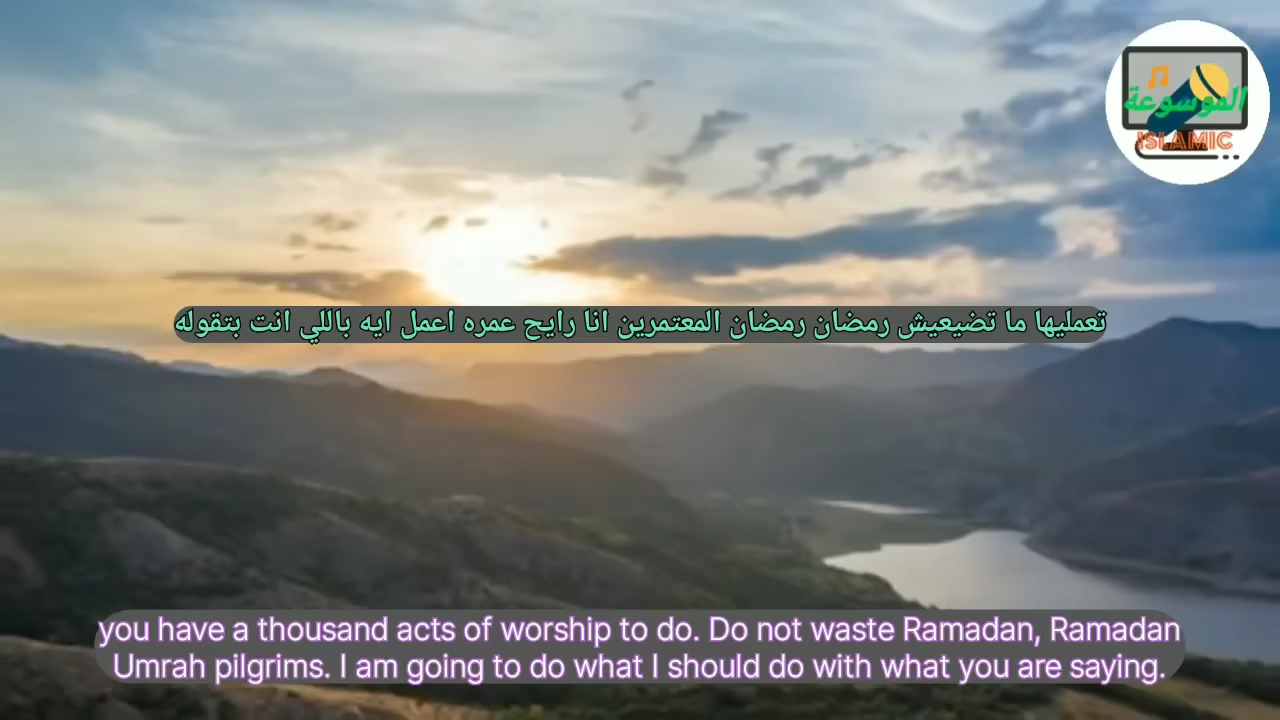 الموسوعة
ISLAMIC
تعمليها ما تضيعيش رمضان رمضان المعتمرين انا رايح عمره اعمل ايه باللي انت بتقوله
you have a thousand acts of worship to do. Do not waste Ramadan, Ramadan
Umrah pilgrims. I am going to do what I should do with what you are saying.